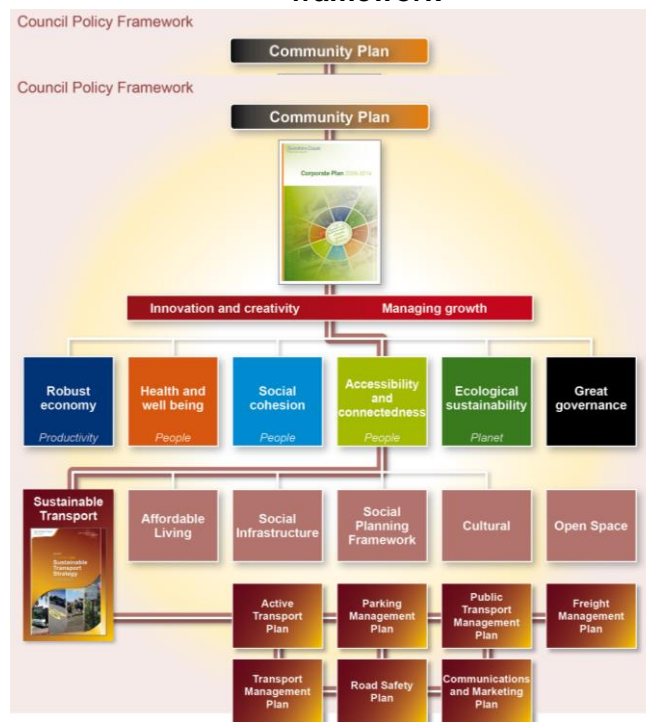 framework
Council Policy Framework
Community Plan
Council Policy Framework
Community Plan
Corporate Plan 2009-2014
Innovation and creativity
Managing growth
Robust
economy
Productivity
Health and
well being
People
Social
cohesion
People
Accessibility
and
connectedness
People
Ecological
sustainability
Planet
Great
governance
Sustainable
Transport
Sustainable
Transport
Strategy
Affordable
Living
Social
Infrastructure
Social
Planning
Framework
Cultural
Open Space
Active
Transport
Plan
Parking
Management
Plan
Public
Transport
Management
Plan
Freight
Management
Plan
Transport
Management
Plan
Road Safety
Plan
Communications
and Marketing
Plan